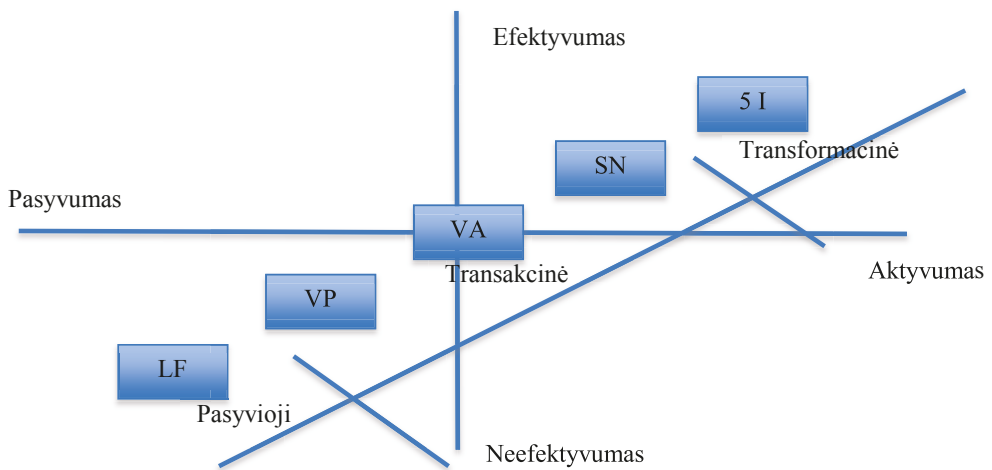 Efektyvumas
5 I
Transformacinė
SN
Pasyvumas
VA
Transakcinė
Aktyvumas
VP
LF
Pasyvioji
Neefektyvumas